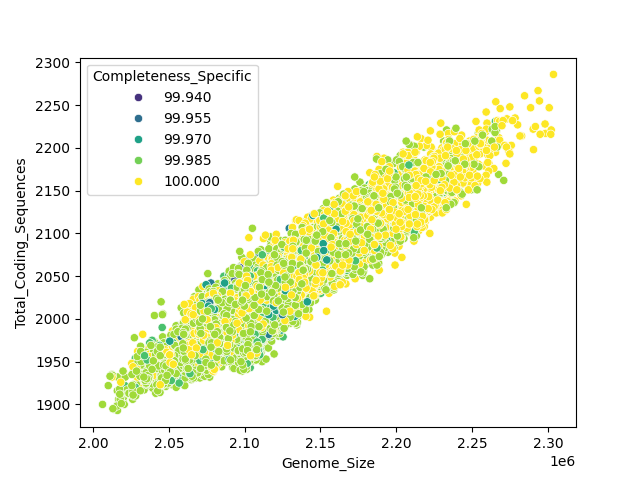 Completeness_Specific
99.940
99.955
99.970
99.985
100.000
Total_Coding_Sequences
2300
2250
2200
2150
2100
2050
2000
1950
1900
2.00 2.05 2.10 2.15 2.20 2.25 2.30
1e6
Genome_Size